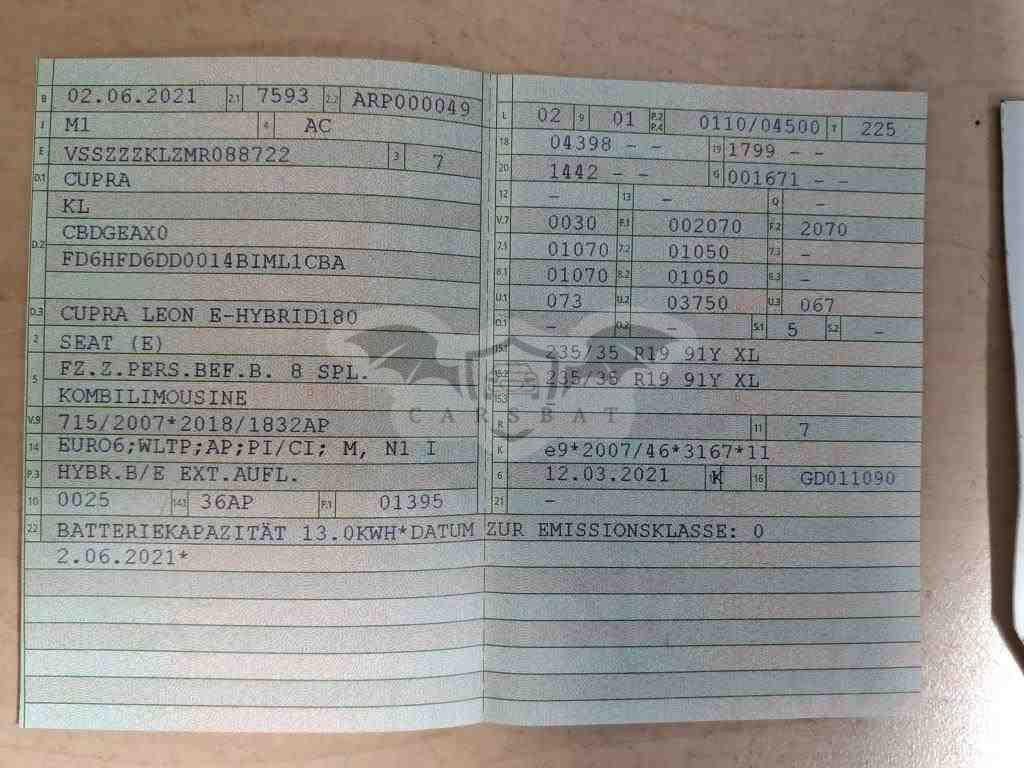 B 02.06.2021 2.1 7593 2.2 ARP000049
J M1 4 AC
E VSSZZZKLZMR088722 3 7
D.1 CUPRA
KL
D.2 CBDGEAX0
FD6HFD6DD0014BIML1CBA
D.3 CUPRA LEON E-HYBRID180
2 SEAT (E)
5 FZ.Z.PERS.BEF.B. 8 SPL.
KOMBILIMOUSINE
V.9 715/2007*2018/1832AP
14 EURO6;WLTP;AP;PI/CI; M, N1 I
P.3 HYBR.B/E EXT.AUFL.
10 0025 14.1 36AP P.1 01395
22 BATTERIEKAPAZITÄT 13.0KWH*DATUM ZUR EMISSIONSKLASSE: 0
2.06.2021*
L 02 9 01 P.2 P.4 0110/04500 T 225
18 04398 - - 19 1799 - -
20 1442 - - G 001671 - -
12 - 13 - Q -
V.7 0030 F.1 002070 F.2 2070
7.1 01070 7.2 01050 7.3 -
8.1 01070 8.2 01050 8.3 -
U.1 073 U.2 03750 U.3 067
O.1 - O.2 - S.1 5 S.2 -
15.1 235/35 R19 91Y XL
15.2 235/35 R19 91Y XL
15.3 -
R 11 7
K e9*2007/46*3167*11
6 12.03.2021 K 16 GD011090
21 -
CARSBAT